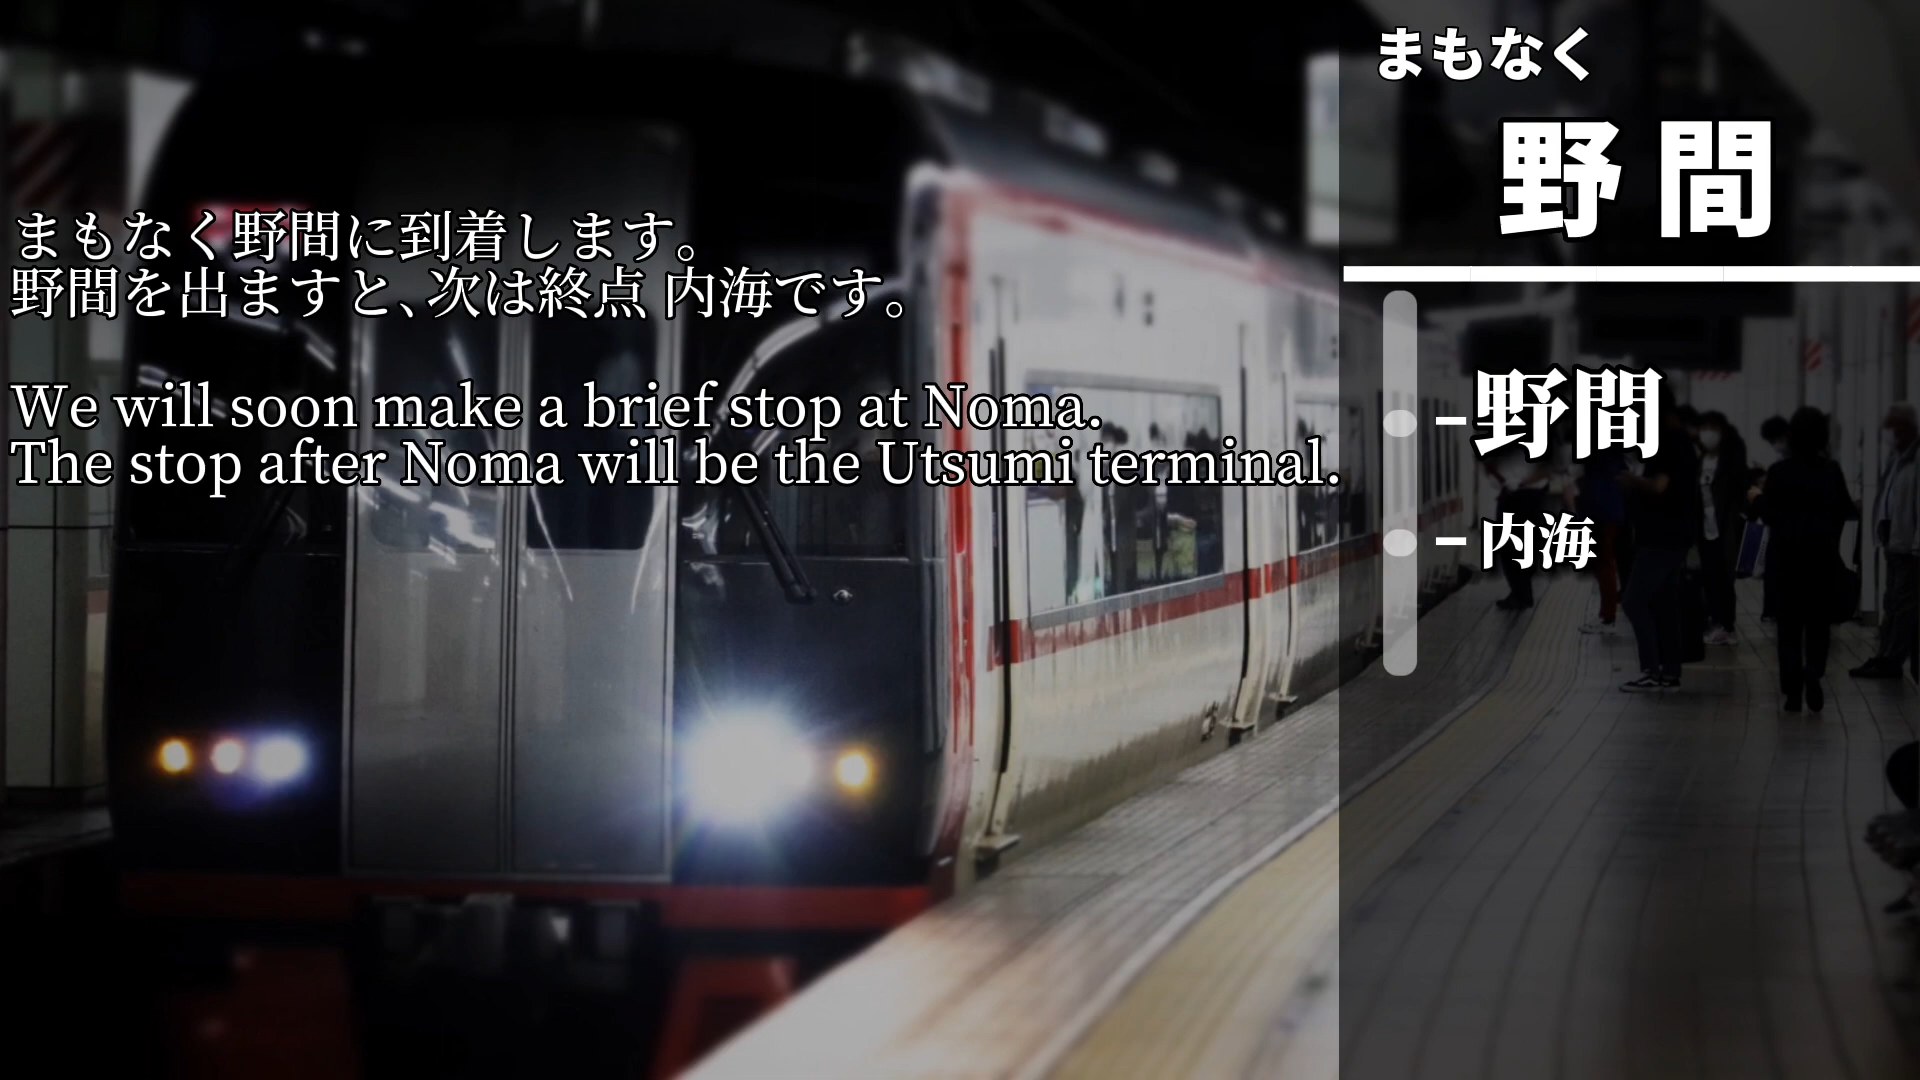 まもなく野間に到着します。
野間を出ますと、次は終点 内海です。
We will soon make a brief stop at Noma.
The stop after Noma will be the Utsumi terminal.
まもなく
野間
-野間
-内海